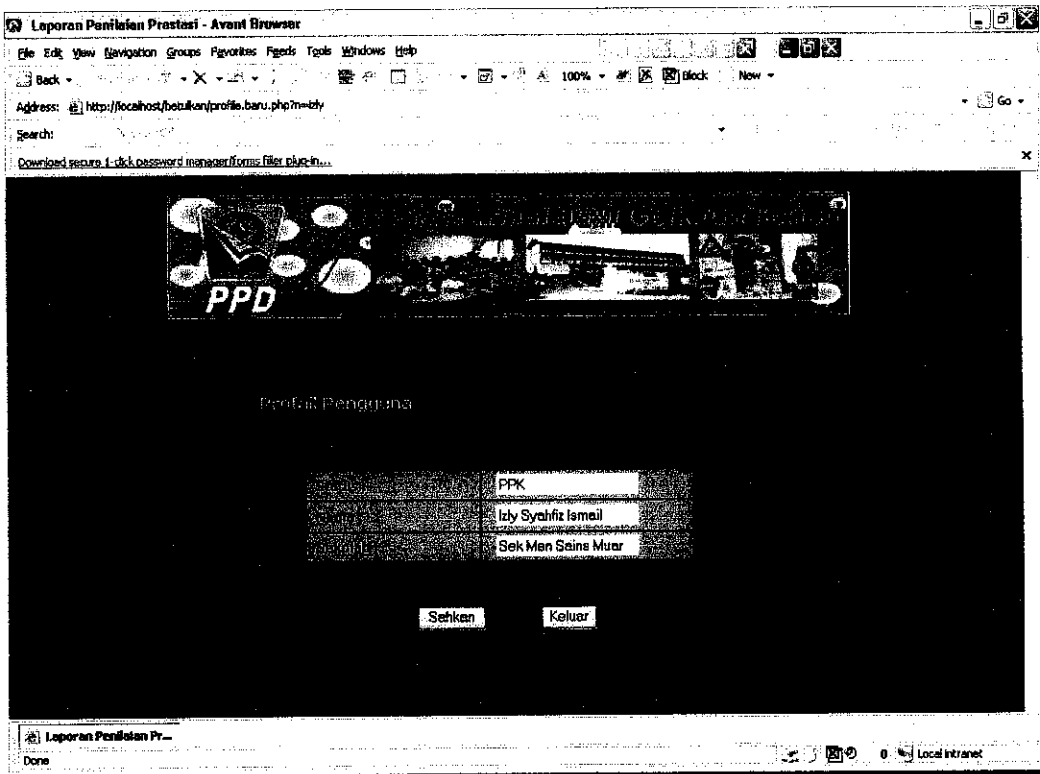 Laporan Penilaian Prastasi - Avant Browser
File Edit View Navigation Groups Favorites Feeds Tools Windows Help
Back 100% Block New
Address: http://localhost/betulkan/profile.baru.php?n=izly Go
Search:
Download secure 1-click password manager/forms filler plug-in...
PPD
Profail Pengguna
PPK
Izly Syahfiz Ismail
Sek Men Sains Muar
Sahkan Keluar
Laporan Penilaian Pr...
Done 0 Local intranet